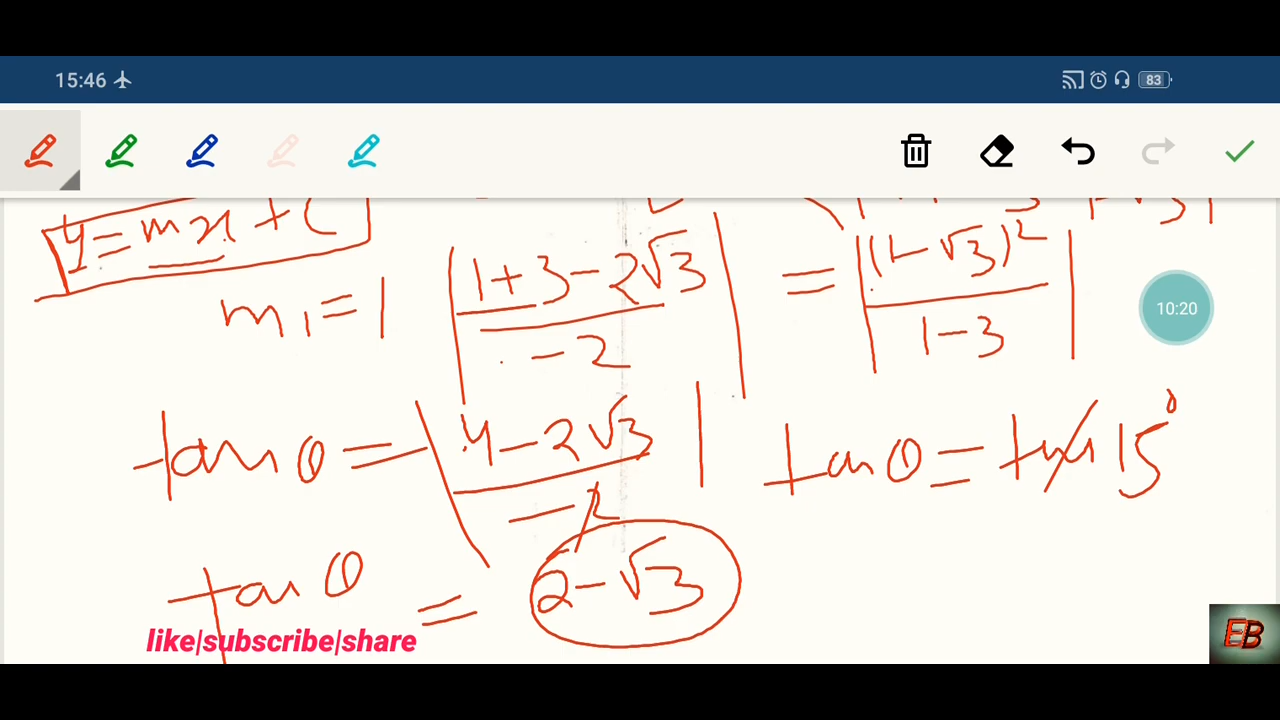 15:46
83
y = mx + C
m₁ = 1
|(1+3-2√3)/-2| = |(1-√3)²/(1-3)|
10:20
tan θ = |(4-2√3)/-2|
tan θ = tan 15°
tan θ = 2-√3
like|subscribe|share
EB